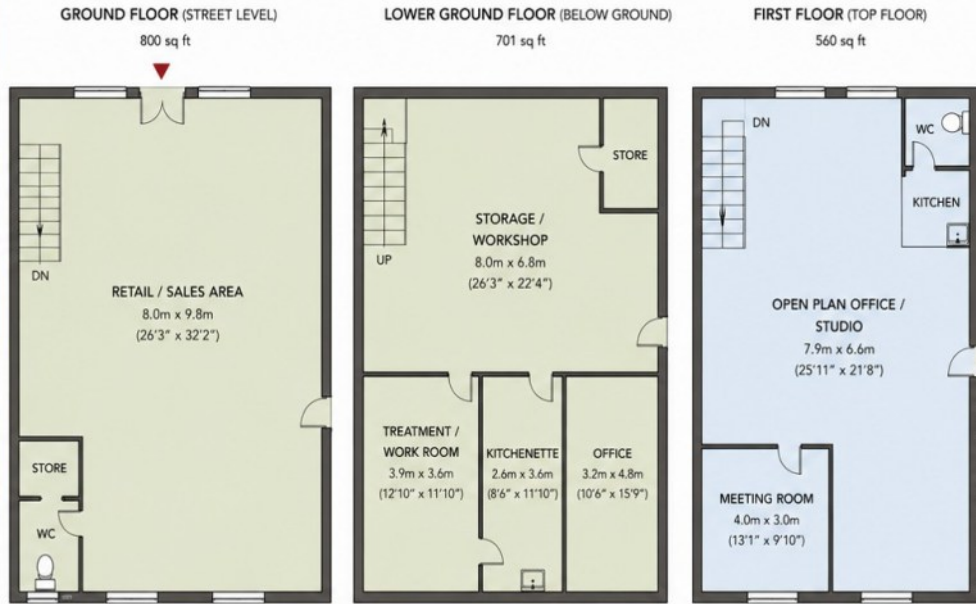 GROUND FLOOR (STREET LEVEL)
800 sq ft
DN
RETAIL / SALES AREA
8.0m x 9.8m
(26'3" x 32'2")
STORE
WC
LOWER GROUND FLOOR (BELOW GROUND)
701 sq ft
STORE
UP
STORAGE /
WORKSHOP
8.0m x 6.8m
(26'3" x 22'4")
TREATMENT /
WORK ROOM
3.9m x 3.6m
(12'10" x 11'10")
KITCHENETTE
2.6m x 3.6m
(8'6" x 11'10")
OFFICE
3.2m x 4.8m
(10'6" x 15'9")
FIRST FLOOR (TOP FLOOR)
560 sq ft
DN
WC
KITCHEN
OPEN PLAN OFFICE /
STUDIO
7.9m x 6.6m
(25'11" x 21'8")
MEETING ROOM
4.0m x 3.0m
(13'1" x 9'10")